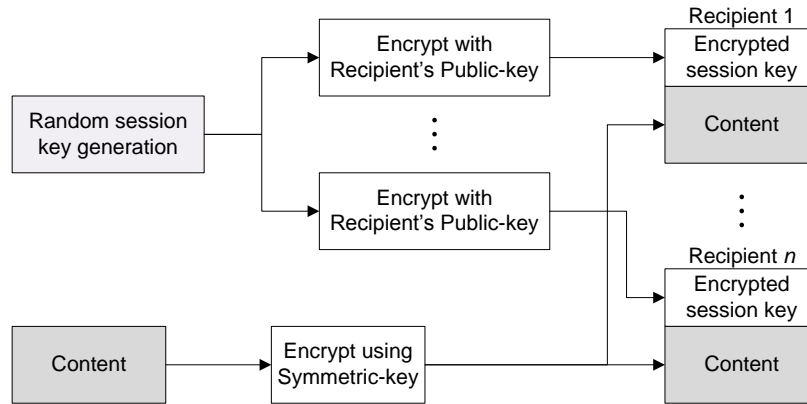 Recipient 1
Encrypt with
Recipient’s Public-key
Encrypted
session key
Random session
key generation
Content
Encrypt with
Recipient’s Public-key
Recipient n
Encrypted
session key
Content
Encrypt using
Symmetric-key
Content